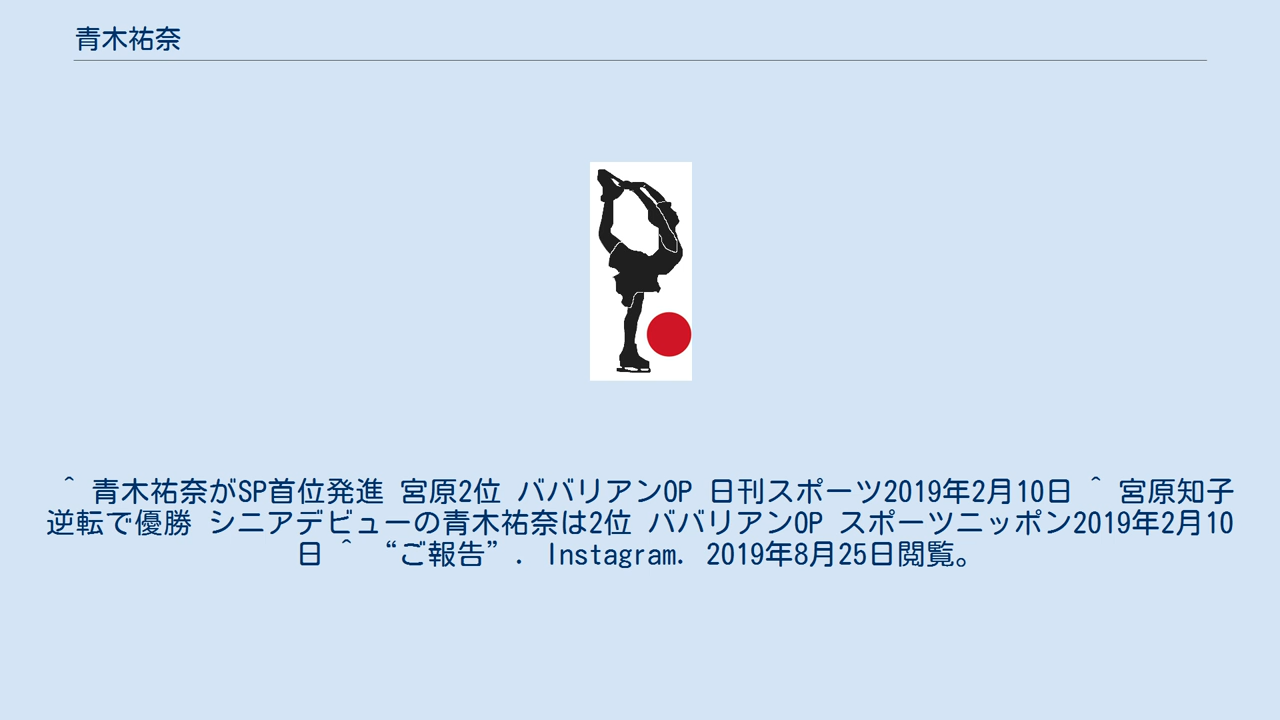 青木祐奈
^ 青木祐奈がSP首位発進 宮原2位 ババリアンOP 日刊スポーツ2019年2月10日 ^ 宮原知子
逆転で優勝 シニアデビューの青木祐奈は2位 ババリアンOP スポーツニッポン2019年2月10
日 ^ “ご報告”. Instagram. 2019年8月25日閲覧。